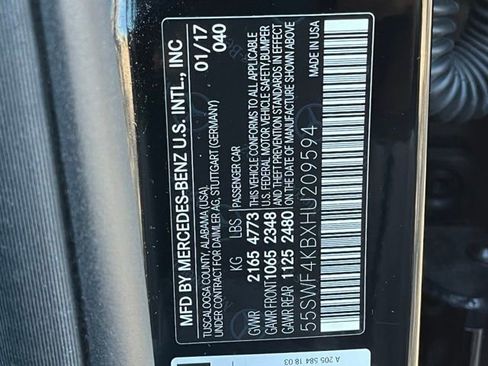 MFD BY MERCEDES-BENZ U.S. INTL., INC
TUSCALOOSA COUNTY, ALABAMA (USA),
UNDER CONTRACT FOR DAIMLER AG, STUTTGART (GERMANY)
01/17
040
KG LBS
GVWR 2165 4773
GAWR FRONT 1065 2348
GAWR REAR 1125 2480
PASSENGER CAR
THIS VEHICLE CONFORMS TO ALL APPLICABLE
U.S. FEDERAL MOTOR VEHICLE SAFETY, BUMPER
AND THEFT PREVENTION STANDARDS IN EFFECT
ON THE DATE OF MANUFACTURE SHOWN ABOVE
55SWF4KBXHU209594
A 205 584 18 03